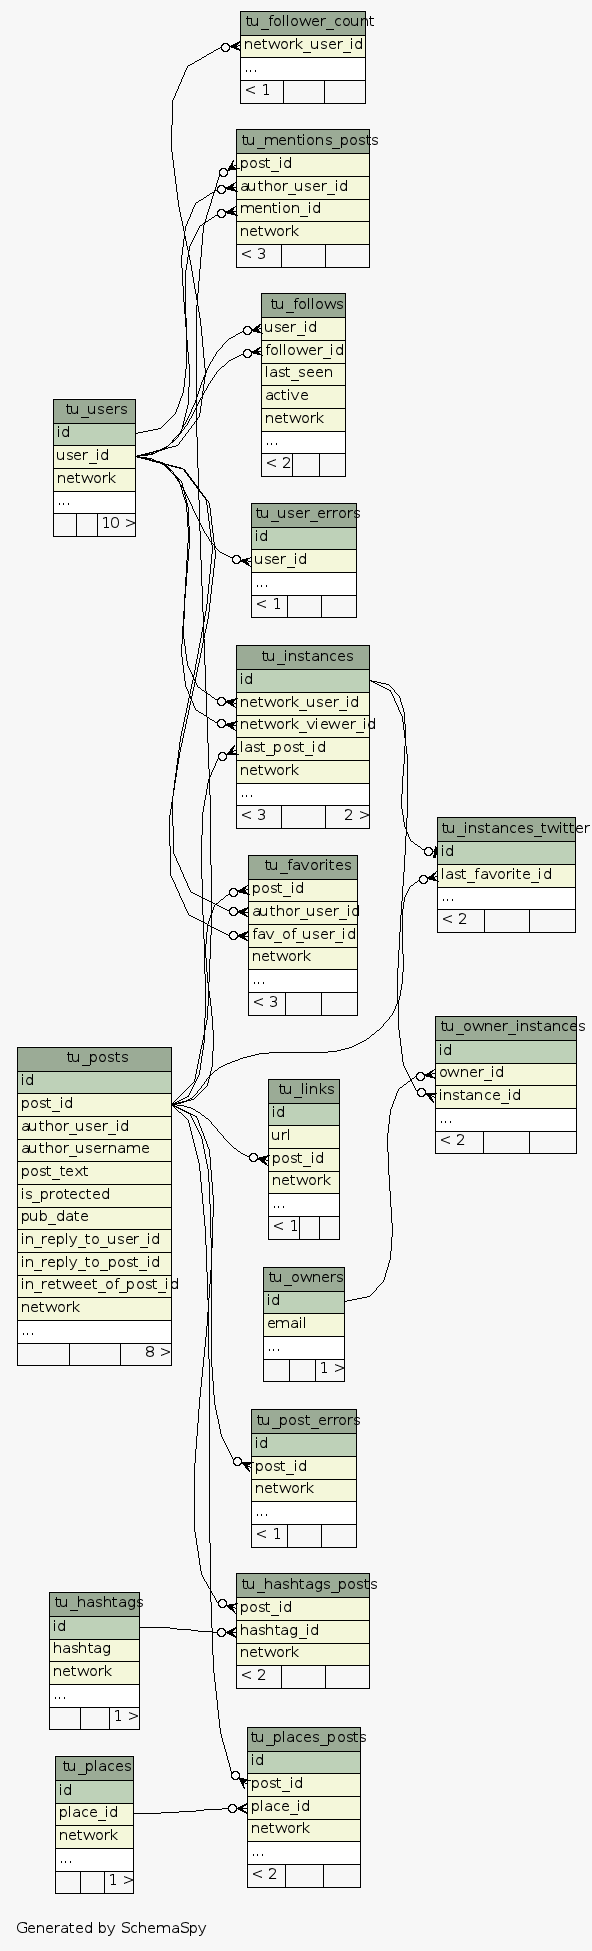 tu_follower_count
network_user_id
...
< 1
tu_mentions_posts
post_id
author_user_id
mention_id
network
< 3
tu_follows
user_id
follower_id
last_seen
active
network
...
< 2
tu_users
id
user_id
network
...
10 >
tu_user_errors
id
user_id
...
< 1
tu_instances
id
network_user_id
network_viewer_id
last_post_id
network
...
< 3 2 >
tu_instances_twitter
id
last_favorite_id
...
< 2
tu_favorites
post_id
author_user_id
fav_of_user_id
network
...
< 3
tu_owner_instances
id
owner_id
instance_id
...
< 2
tu_posts
id
post_id
author_user_id
author_username
post_text
is_protected
pub_date
in_reply_to_user_id
in_reply_to_post_id
in_retweet_of_post_id
network
...
8 >
tu_links
id
url
post_id
network
...
< 1
tu_owners
id
email
...
1 >
tu_post_errors
id
post_id
network
...
< 1
tu_hashtags_posts
post_id
hashtag_id
network
< 2
tu_hashtags
id
hashtag
network
...
1 >
tu_places_posts
id
post_id
place_id
network
...
< 2
tu_places
id
place_id
network
...
1 >
Generated by SchemaSpy